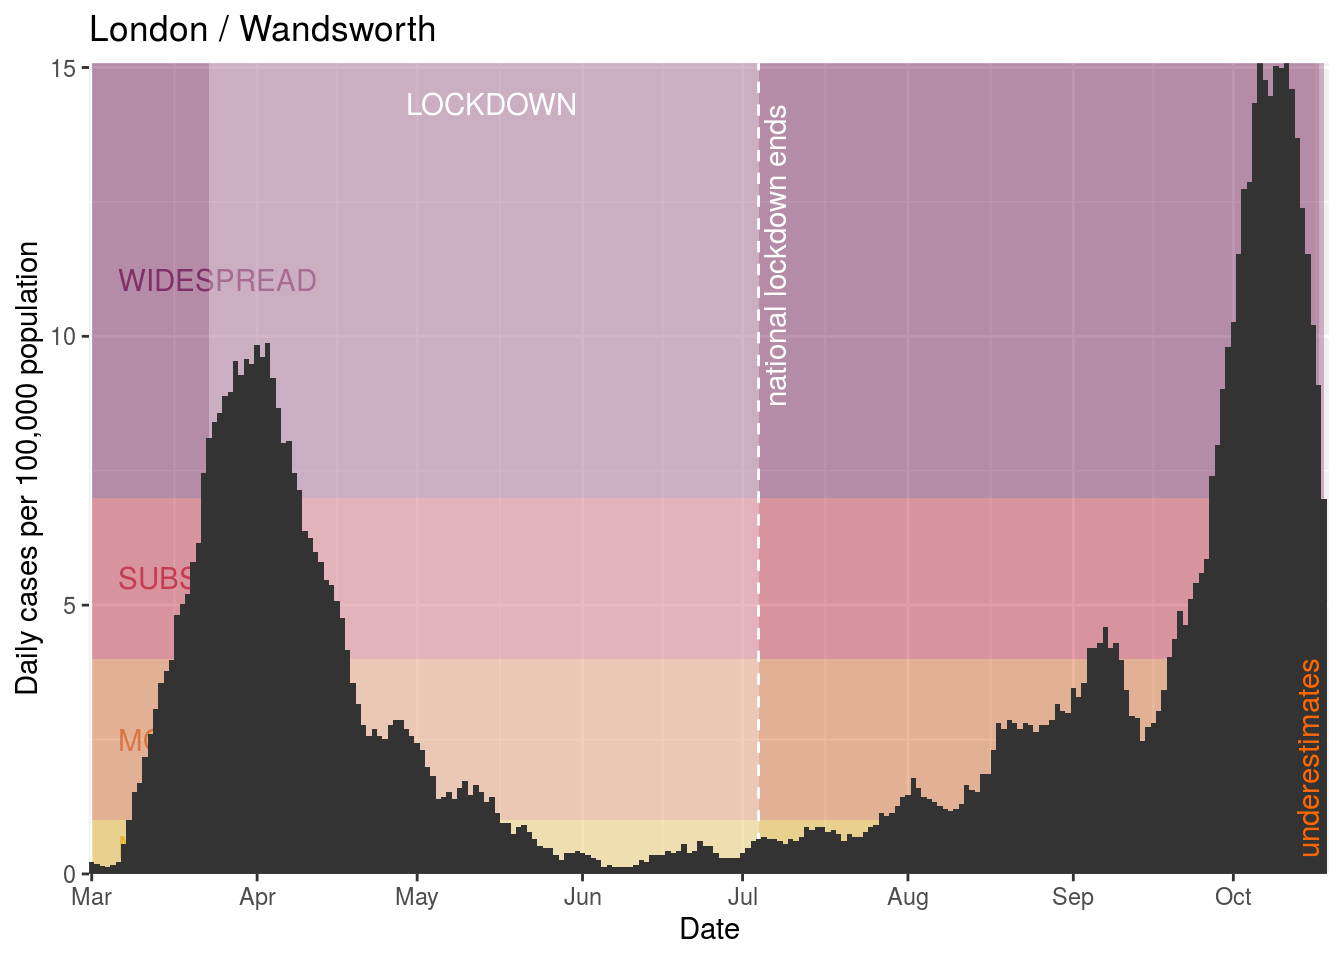 London / Wandsworth
15
10
5
0
Daily cases per 100,000 population
LOCKDOWN
national lockdown ends
WIDESPREAD
SUBS
MO
underestimates
Mar Apr May Jun Jul Aug Sep Oct
Date